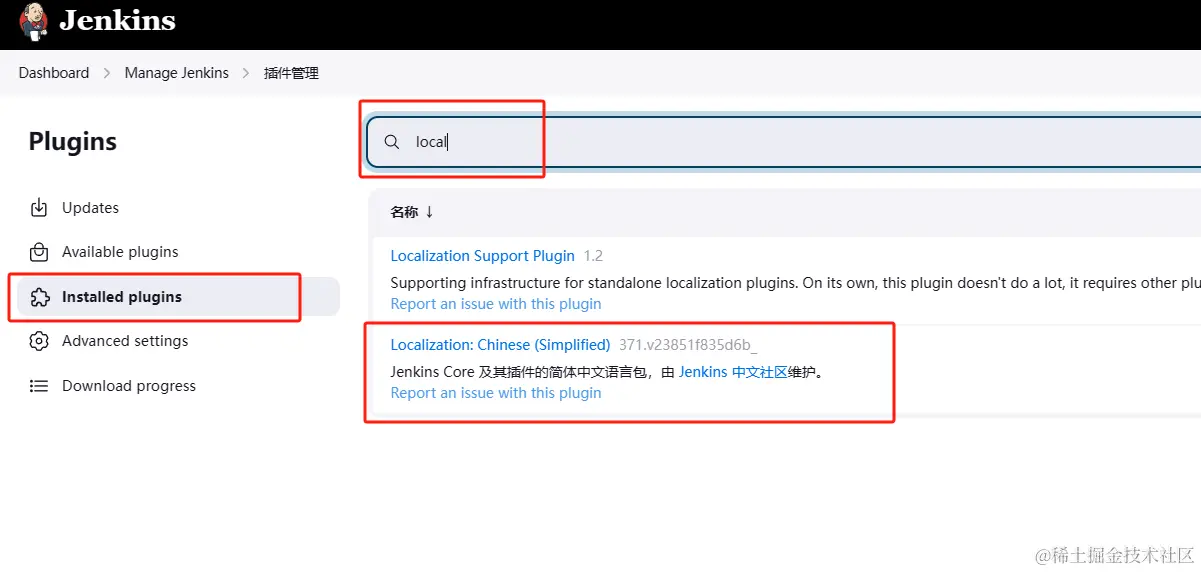 Jenkins
Dashboard > Manage Jenkins > 插件管理
Plugins
local
Updates
Available plugins
Installed plugins
Advanced settings
Download progress
名称 ↓
Localization Support Plugin 1.2
Supporting infrastructure for standalone localization plugins. On its own, this plugin doesn't do a lot, it requires other plu
Report an issue with this plugin
Localization: Chinese (Simplified) 371.v23851f835d6b_
Jenkins Core 及其插件的简体中文语言包，由 Jenkins 中文社区维护。
Report an issue with this plugin
@稀土掘金技术社区